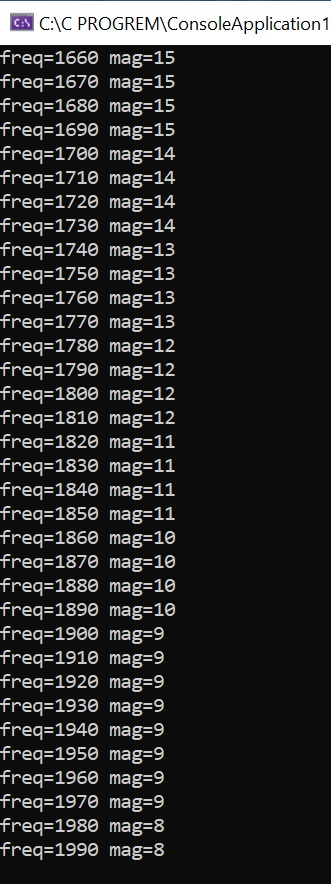 C:\C PROGREM\ConsoleApplication1
freq=1660 mag=15
freq=1670 mag=15
freq=1680 mag=15
freq=1690 mag=15
freq=1700 mag=14
freq=1710 mag=14
freq=1720 mag=14
freq=1730 mag=14
freq=1740 mag=13
freq=1750 mag=13
freq=1760 mag=13
freq=1770 mag=13
freq=1780 mag=12
freq=1790 mag=12
freq=1800 mag=12
freq=1810 mag=12
freq=1820 mag=11
freq=1830 mag=11
freq=1840 mag=11
freq=1850 mag=11
freq=1860 mag=10
freq=1870 mag=10
freq=1880 mag=10
freq=1890 mag=10
freq=1900 mag=9
freq=1910 mag=9
freq=1920 mag=9
freq=1930 mag=9
freq=1940 mag=9
freq=1950 mag=9
freq=1960 mag=9
freq=1970 mag=9
freq=1980 mag=8
freq=1990 mag=8